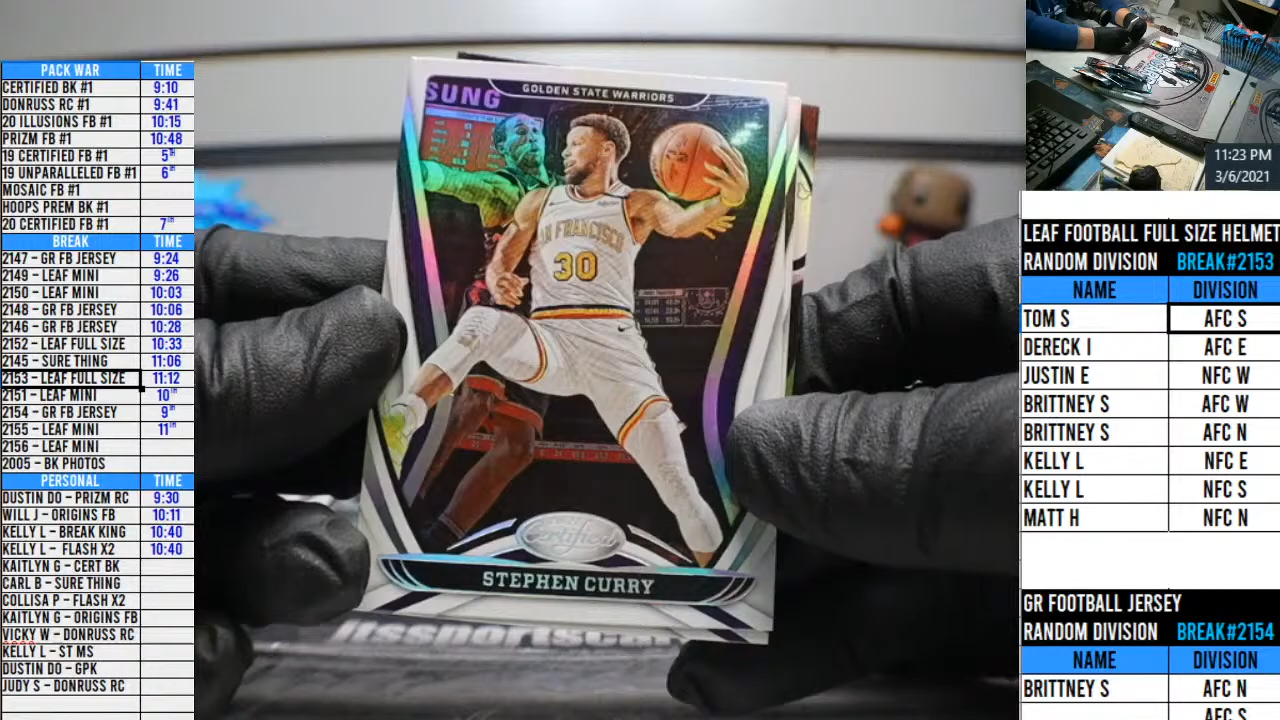 PACK WAR TIME
CERTIFIED BK #1 9:10
DONRUSS RC #1 9:41
20 ILLUSIONS FB #1 10:15
PRIZM FB #1 10:48
19 CERTIFIED FB #1 5TH
19 UNPARALLELED FB #1 6TH
MOSAIC FB #1
HOOPS PREM BK #1
20 CERTIFIED FB #1 7TH
BREAK TIME
2147 – GR FB JERSEY 9:24
2149 – LEAF MINI 9:26
2150 – LEAF MINI 10:03
2148 – GR FB JERSEY 10:06
2146 – GR FB JERSEY 10:28
2152 – LEAF FULL SIZE 10:33
2145 – SURE THING 11:06
2153 – LEAF FULL SIZE 11:12
2151 – LEAF MINI 10TH
2154 – GR FB JERSEY 9TH
2155 – LEAF MINI 11TH
2156 – LEAF MINI
2005 – BK PHOTOS
PERSONAL TIME
DUSTIN DO – PRIZM RC 9:30
WILL J – ORIGINS FB 10:11
KELLY L – BREAK KING 10:40
KELLY L – FLASH X2 10:40
KAITLYN G – CERT BK
CARL B – SURE THING
COLLISA P – FLASH X2
KAITLYN G – ORIGINS FB
VICKY W – DONRUSS RC
KELLY L – ST MS
DUSTIN DO – GPK
JUDY S – DONRUSS RC
SUNG
GOLDEN STATE WARRIORS
SAN FRANCISCO
30
Certified
STEPHEN CURRY
11:23 PM
3/6/2021
LEAF FOOTBALL FULL SIZE HELMET
RANDOM DIVISION BREAK#2153
NAME DIVISION
TOM S AFC S
DERECK I AFC E
JUSTIN E NFC W
BRITTNEY S AFC W
BRITTNEY S AFC N
KELLY L NFC E
KELLY L NFC S
MATT H NFC N
GR FOOTBALL JERSEY
RANDOM DIVISION BREAK#2154
NAME DIVISION
BRITTNEY S AFC N
AFC S